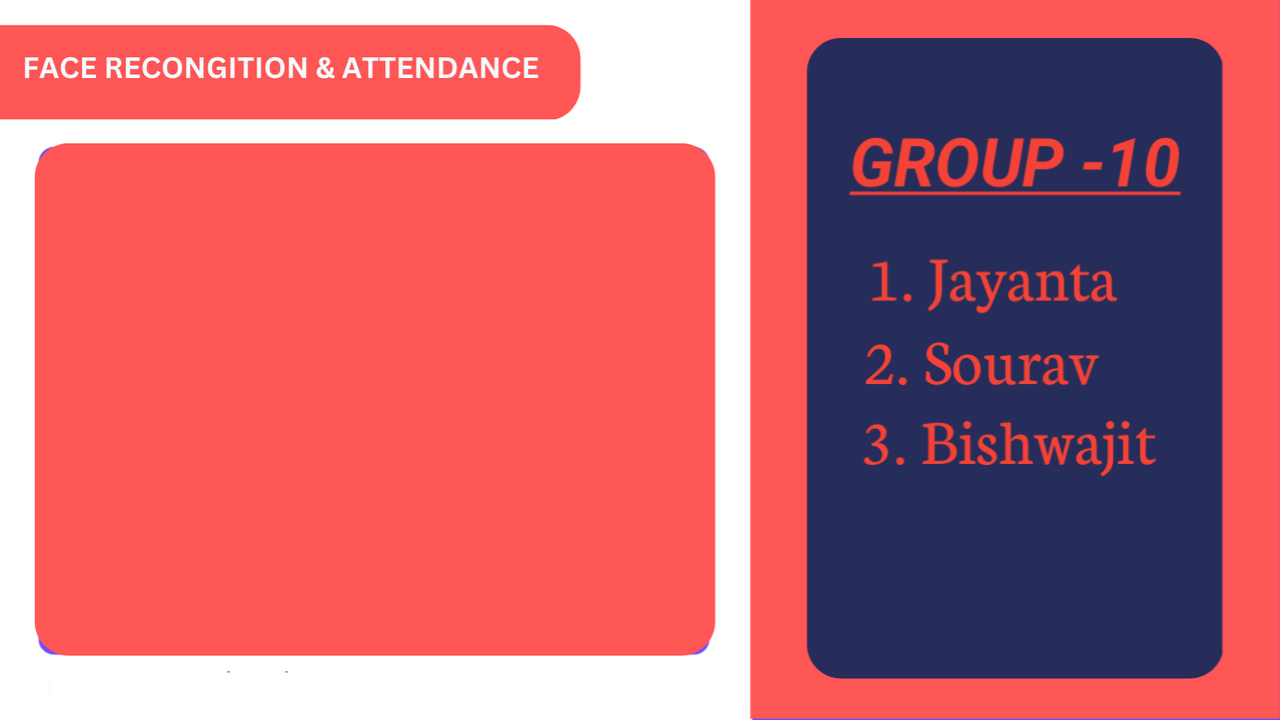 FACE RECONGITION & ATTENDANCE
GROUP -10
1. Jayanta
2. Sourav
3. Bishwajit